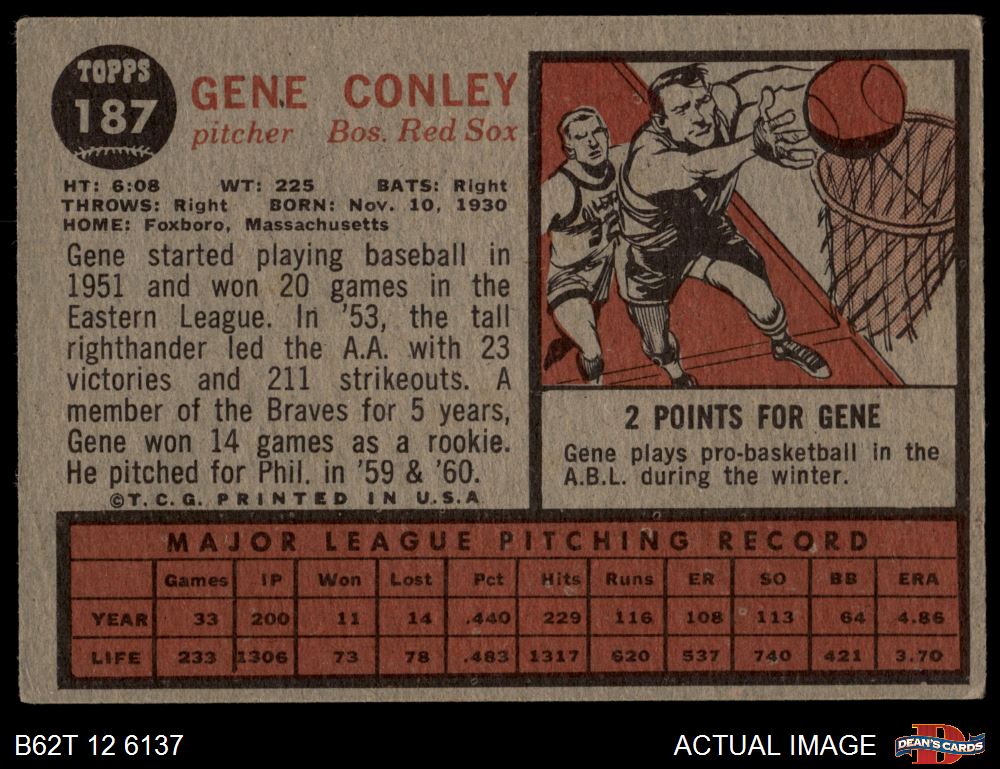 TOPPS
187
GENE CONLEY
pitcher Bos. Red Sox
HT: 6:08 WT: 225 BATS: Right
THROWS: Right BORN: Nov. 10, 1930
HOME: Foxboro, Massachusetts
Gene started playing baseball in
1951 and won 20 games in the
Eastern League. In '53, the tall
righthander led the A.A. with 23
victories and 211 strikeouts. A
member of the Braves for 5 years,
Gene won 14 games as a rookie.
He pitched for Phil. in '59 & '60.
©T.C.G. PRINTED IN U.S.A
2 POINTS FOR GENE
Gene plays pro-basketball in the
A.B.L. during the winter.
MAJOR LEAGUE PITCHING RECORD
Games IP Won Lost Pct Hits Runs ER SO BB ERA
YEAR 33 200 11 14 .440 229 116 108 113 64 4.86
LIFE 233 1306 73 78 .483 1317 620 537 740 421 3.70
B62T 12 6137
ACTUAL IMAGE
D
DEAN'S CARDS